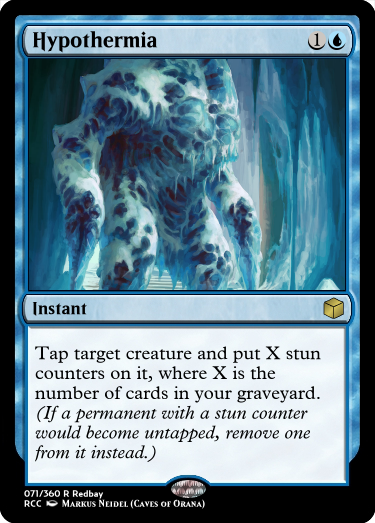 Hypothermia 1
Instant
Tap target creature and put X stun
counters on it, where X is the
number of cards in your graveyard.
(If a permanent with a stun counter
would become untapped, remove one
from it instead.)
071/360 R Redbay
RCC Markus Neidel (Caves of Orana)